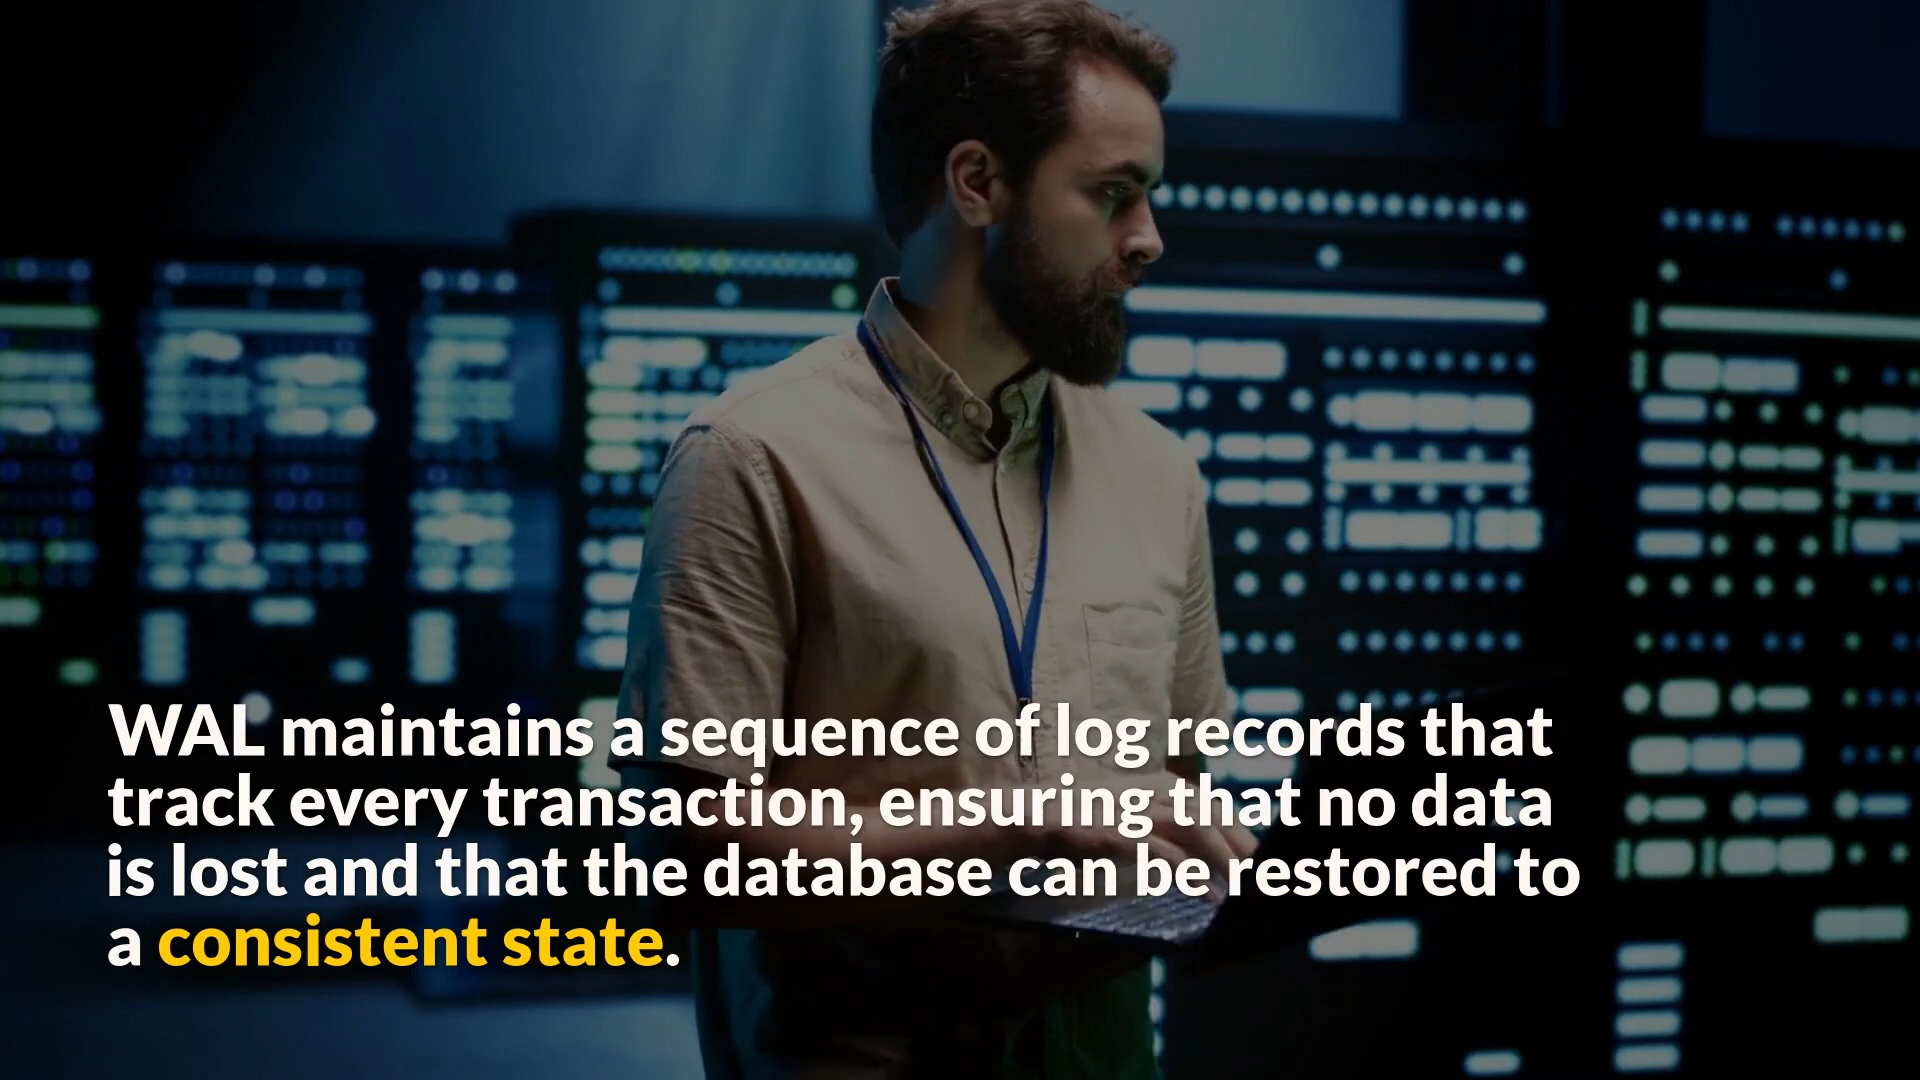 WAL maintains a sequence of log records that
track every transaction, ensuring that no data
is lost and that the database can be restored to
a consistent state.